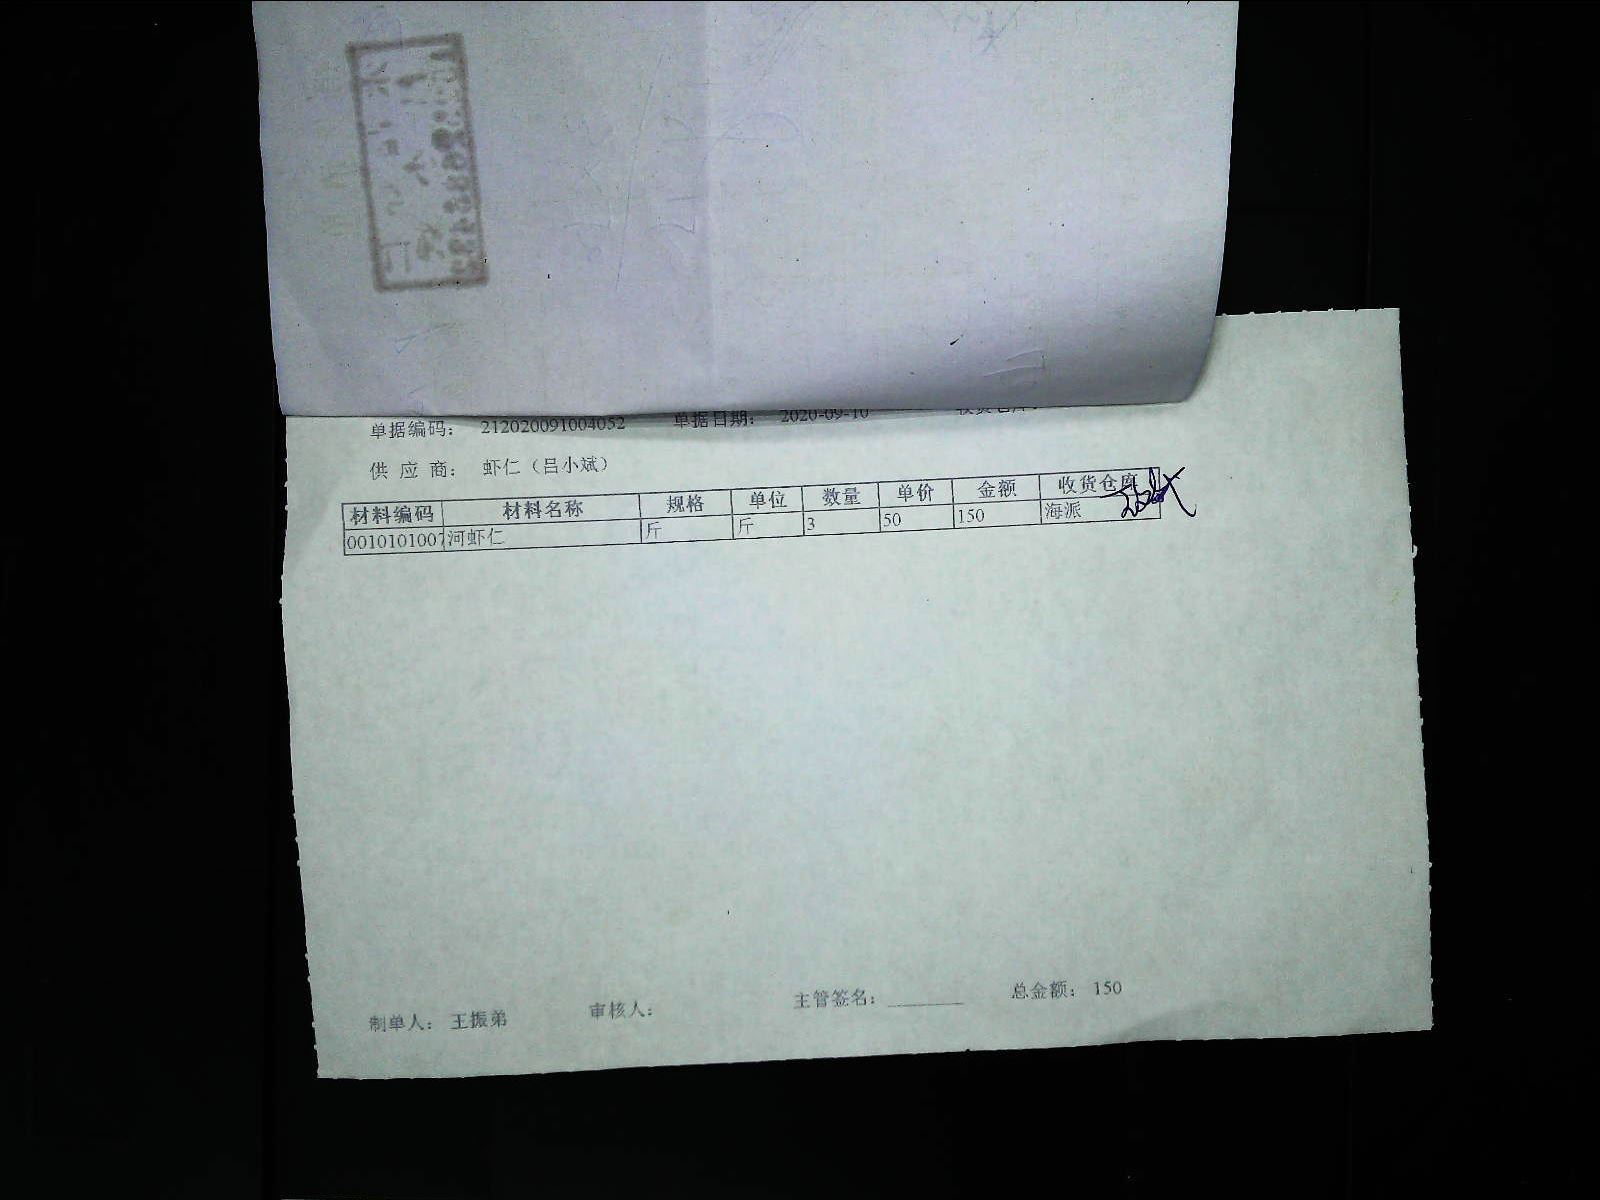 单据编码： 212020091004052 单据日期： 2020-09-10
供 应 商： 虾仁（吕小斌）
材料编码 材料名称 规格 单位 数量 单价 金额 收货仓库
0010101007 河虾仁 斤 斤 3 50 150 海派
制单人： 王振弟 审核人： 主管签名： 总金额： 150